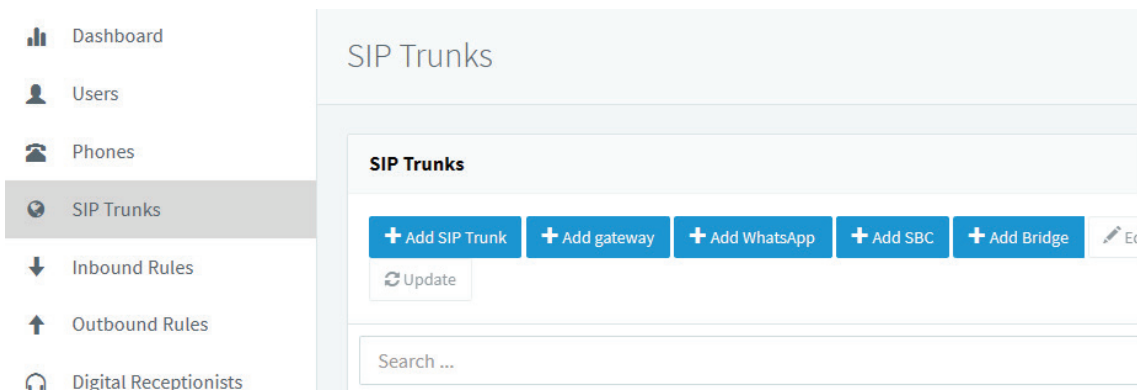 Dashboard
Users
Phones
SIP Trunks
Inbound Rules
Outbound Rules
Digital Receptionists
SIP Trunks
SIP Trunks
Add SIP Trunk Add gateway Add WhatsApp Add SBC Add Bridge
Update
Search ...